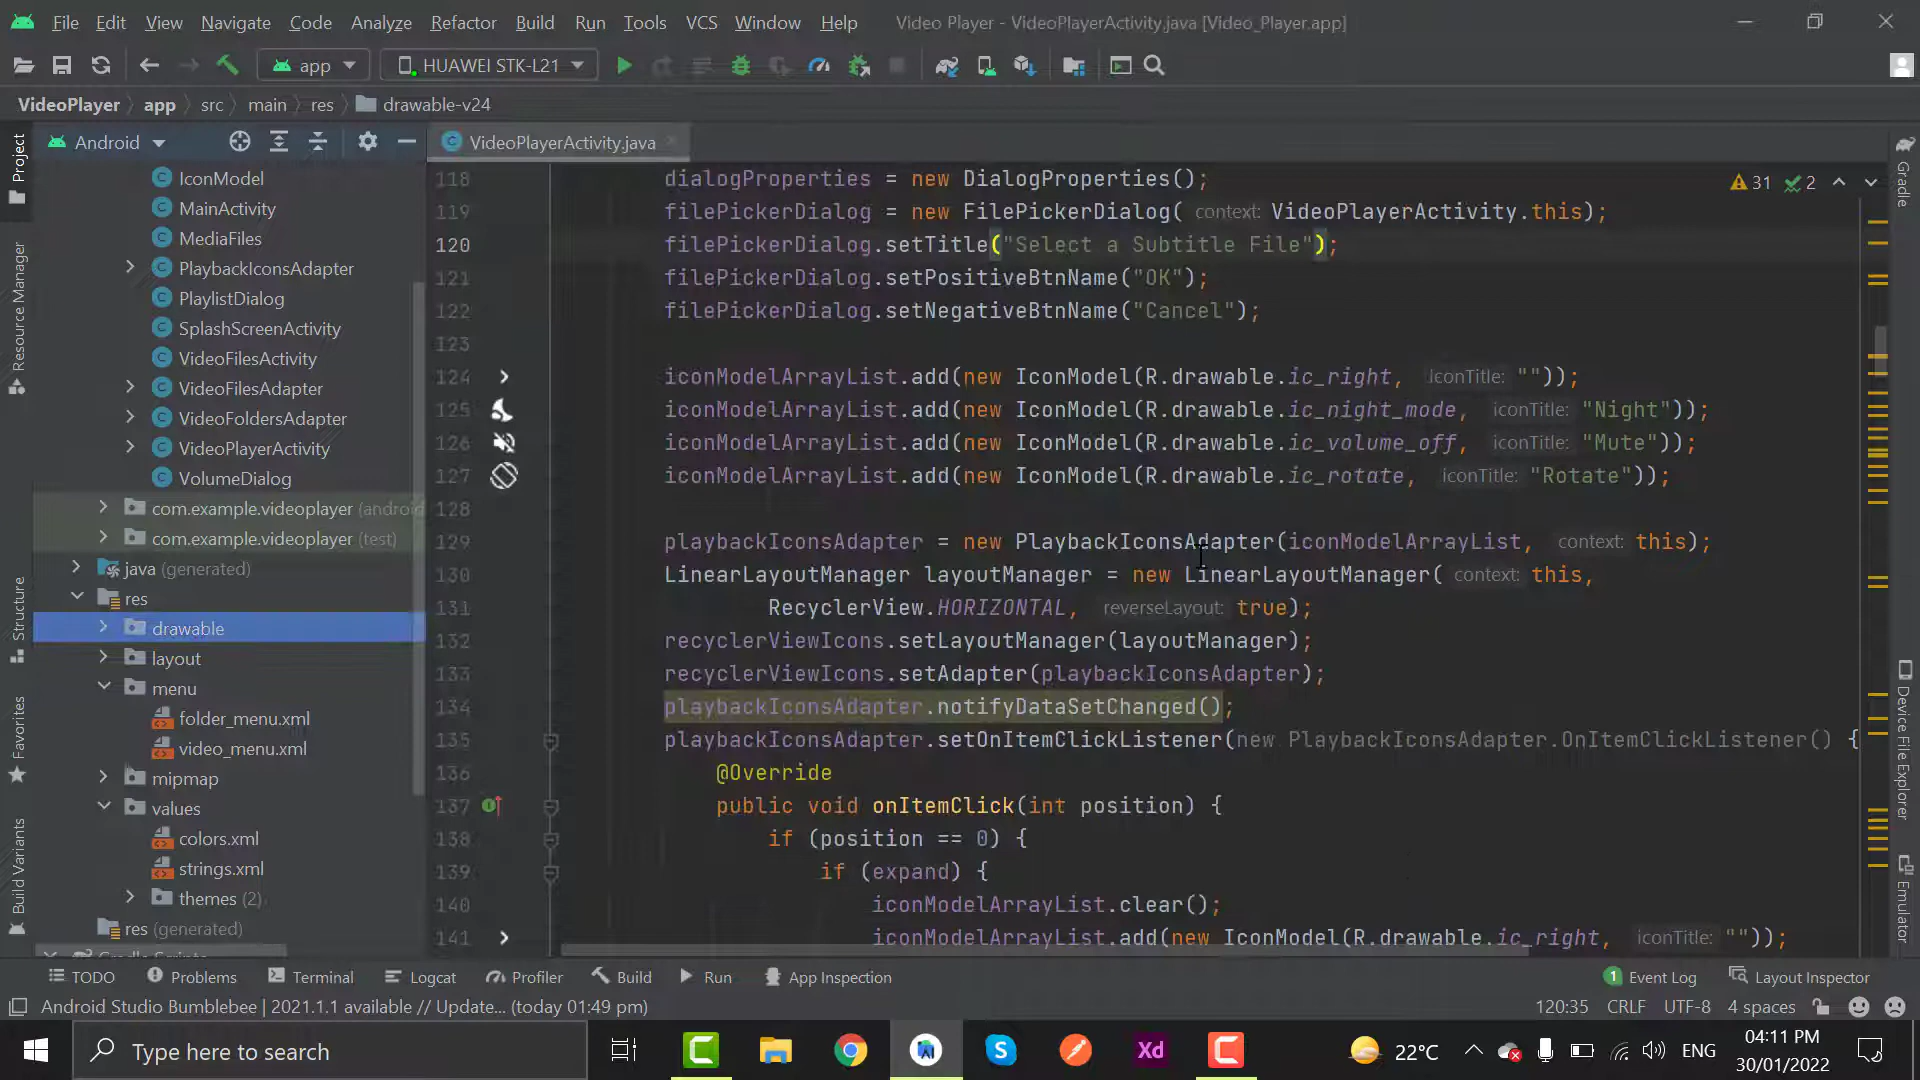 File Edit View Navigate Code Analyze Refactor Build Run Tools VCS Window Help Video Player - VideoPlayerActivity.java [Video_Player.app]
app HUAWEI STK-L21
VideoPlayer app src main res drawable-v24
Android
VideoPlayerActivity.java
Project
Resource Manager
Structure
Favorites
Build Variants
IconModel
MainActivity
MediaFiles
PlaybackIconsAdapter
PlaylistDialog
SplashScreenActivity
VideoFilesActivity
VideoFilesAdapter
VideoFoldersAdapter
VideoPlayerActivity
VolumeDialog
com.example.videoplayer (android
com.example.videoplayer (test)
java (generated)
res
drawable
layout
menu
folder_menu.xml
video_menu.xml
mipmap
values
colors.xml
strings.xml
themes (2)
res (generated)
Gradle Scripts
31 2
118 dialogProperties = new DialogProperties();
119 filePickerDialog = new FilePickerDialog( context: VideoPlayerActivity.this);
120 filePickerDialog.setTitle("Select a Subtitle File");
121 filePickerDialog.setPositiveBtnName("OK");
122 filePickerDialog.setNegativeBtnName("Cancel");
123
124 iconModelArrayList.add(new IconModel(R.drawable.ic_right, iconTitle: ""));
125 iconModelArrayList.add(new IconModel(R.drawable.ic_night_mode, iconTitle: "Night"));
126 iconModelArrayList.add(new IconModel(R.drawable.ic_volume_off, iconTitle: "Mute"));
127 iconModelArrayList.add(new IconModel(R.drawable.ic_rotate, iconTitle: "Rotate"));
128
129 playbackIconsAdapter = new PlaybackIconsAdapter(iconModelArrayList, context: this);
130 LinearLayoutManager layoutManager = new LinearLayoutManager( context: this,
131 RecyclerView.HORIZONTAL, reverseLayout: true);
132 recyclerViewIcons.setLayoutManager(layoutManager);
133 recyclerViewIcons.setAdapter(playbackIconsAdapter);
134 playbackIconsAdapter.notifyDataSetChanged();
135 playbackIconsAdapter.setOnItemClickListener(new PlaybackIconsAdapter.OnItemClickListener() {
136 @Override
137 public void onItemClick(int position) {
138 if (position == 0) {
139 if (expand) {
140 iconModelArrayList.clear();
141 iconModelArrayList.add(new IconModel(R.drawable.ic_right, iconTitle: ""));
Gradle
Device File Explorer
Emulator
TODO Problems Terminal Logcat Profiler Build Run App Inspection 1 Event Log Layout Inspector
Android Studio Bumblebee | 2021.1.1 available // Update... (today 01:49 pm) 120:35 CRLF UTF-8 4 spaces
Type here to search
Xd
22°C ENG
04:11 PM
30/01/2022